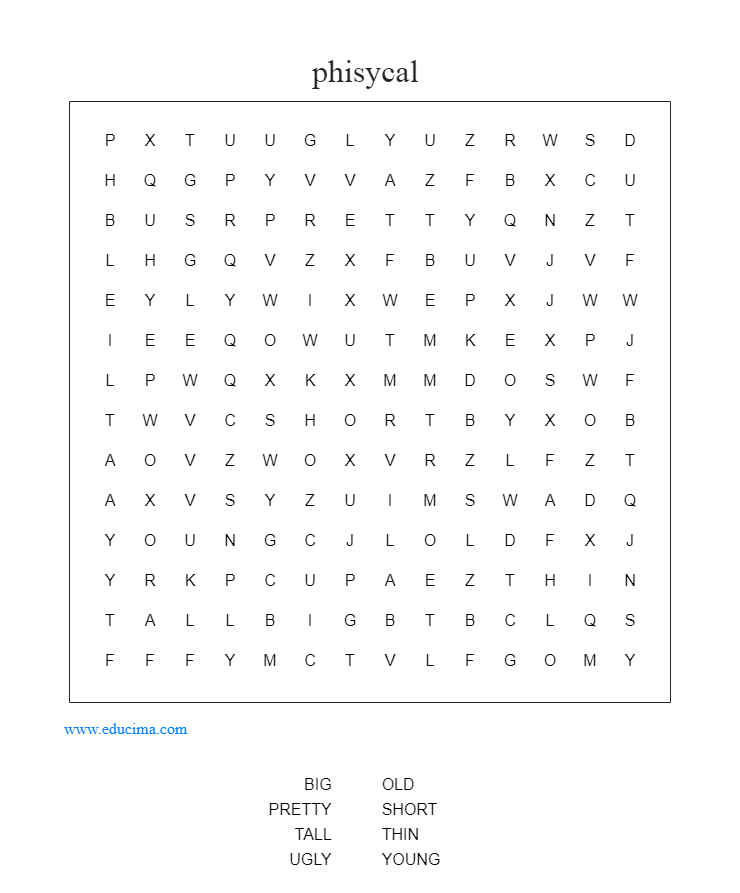 phisycal
P X T U U G L Y U Z R W S D
H Q G P Y V V A Z F B X C U
B U S R P R E T T Y Q N Z T
L H G Q V Z X F B U V J V F
E Y L Y W I X W E P X J W W
I E E Q O W U T M K E X P J
L P W Q X K X M M D O S W F
T W V C S H O R T B Y X O B
A O V Z W O X V R Z L F Z T
A X V S Y Z U I M S W A D Q
Y O U N G C J L O L D F X J
Y R K P C U P A E Z T H I N
T A L L B I G B T B C L Q S
F F F Y M C T V L F G O M Y
www.educima.com
BIG OLD
PRETTY SHORT
TALL THIN
UGLY YOUNG